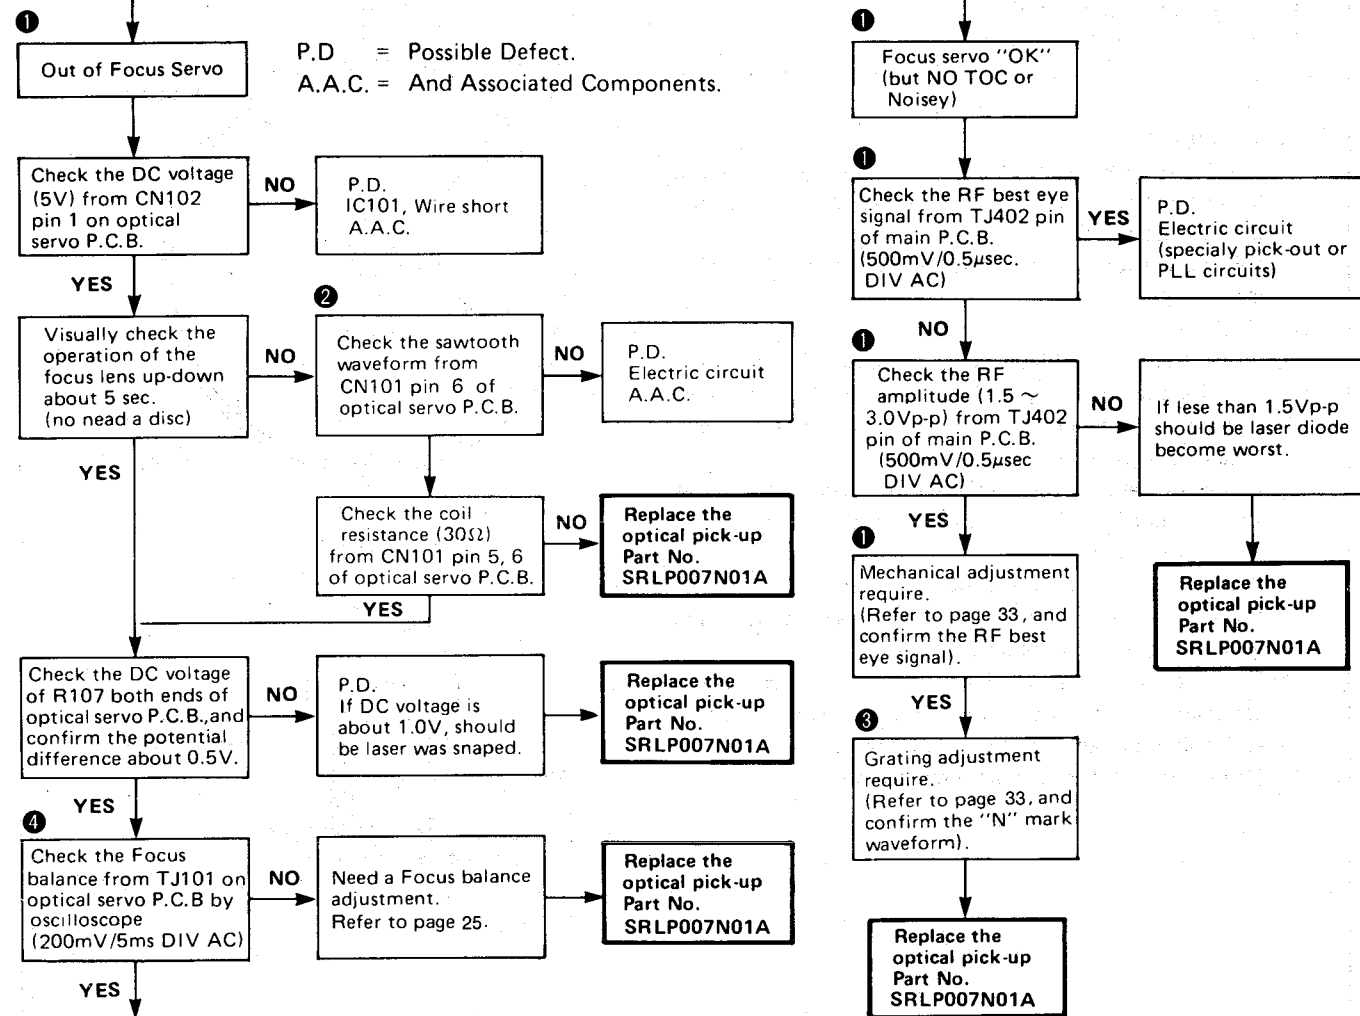 1
Out of Focus Servo
P.D = Possible Defect.
A.A.C. = And Associated Components.
Check the DC voltage
(5V) from CN102
pin 1 on optical
servo P.C.B.
NO
P.D.
IC101, Wire short
A.A.C.
YES
Visually check the
operation of the
focus lens up-down
about 5 sec.
(no nead a disc)
NO
2
Check the sawtooth
waveform from
CN101 pin 6 of
optical servo P.C.B.
NO
P.D.
Electric circuit
A.A.C.
YES
Check the coil
resistance (30Ω)
from CN101 pin 5, 6
of optical servo P.C.B.
NO
Replace the
optical pick-up
Part No.
SRLP007N01A
YES
Check the DC voltage
of R107 both ends of
optical servo P.C.B.,and
confirm the potential
difference about 0.5V.
NO
P.D.
If DC voltage is
about 1.0V, should
be laser was snaped.
Replace the
optical pick-up
Part No.
SRLP007N01A
YES
4
Check the Focus
balance from TJ101 on
optical servo P.C.B by
oscilloscope
(200mV/5ms DIV AC)
NO
Need a Focus balance
adjustment.
Refer to page 25.
Replace the
optical pick-up
Part No.
SRLP007N01A
YES
1
Focus servo "OK"
(but NO TOC or
Noisey)
1
Check the RF best eye
signal from TJ402 pin
of main P.C.B.
(500mV/0.5μsec.
DIV AC)
YES
P.D.
Electric circuit
(specialy pick-out or
PLL circuits)
NO
1
Check the RF
amplitude (1.5 ~
3.0Vp-p) from TJ402
pin of main P.C.B.
(500mV/0.5μsec
DIV AC)
NO
If lese than 1.5Vp-p
should be laser diode
become worst.
Replace the
optical pick-up
Part No.
SRLP007N01A
YES
1
Mechanical adjustment
require.
(Refer to page 33, and
confirm the RF best
eye signal).
YES
3
Grating adjustment
require.
(Refer to page 33, and
confirm the "N" mark
waveform).
Replace the
optical pick-up
Part No.
SRLP007N01A